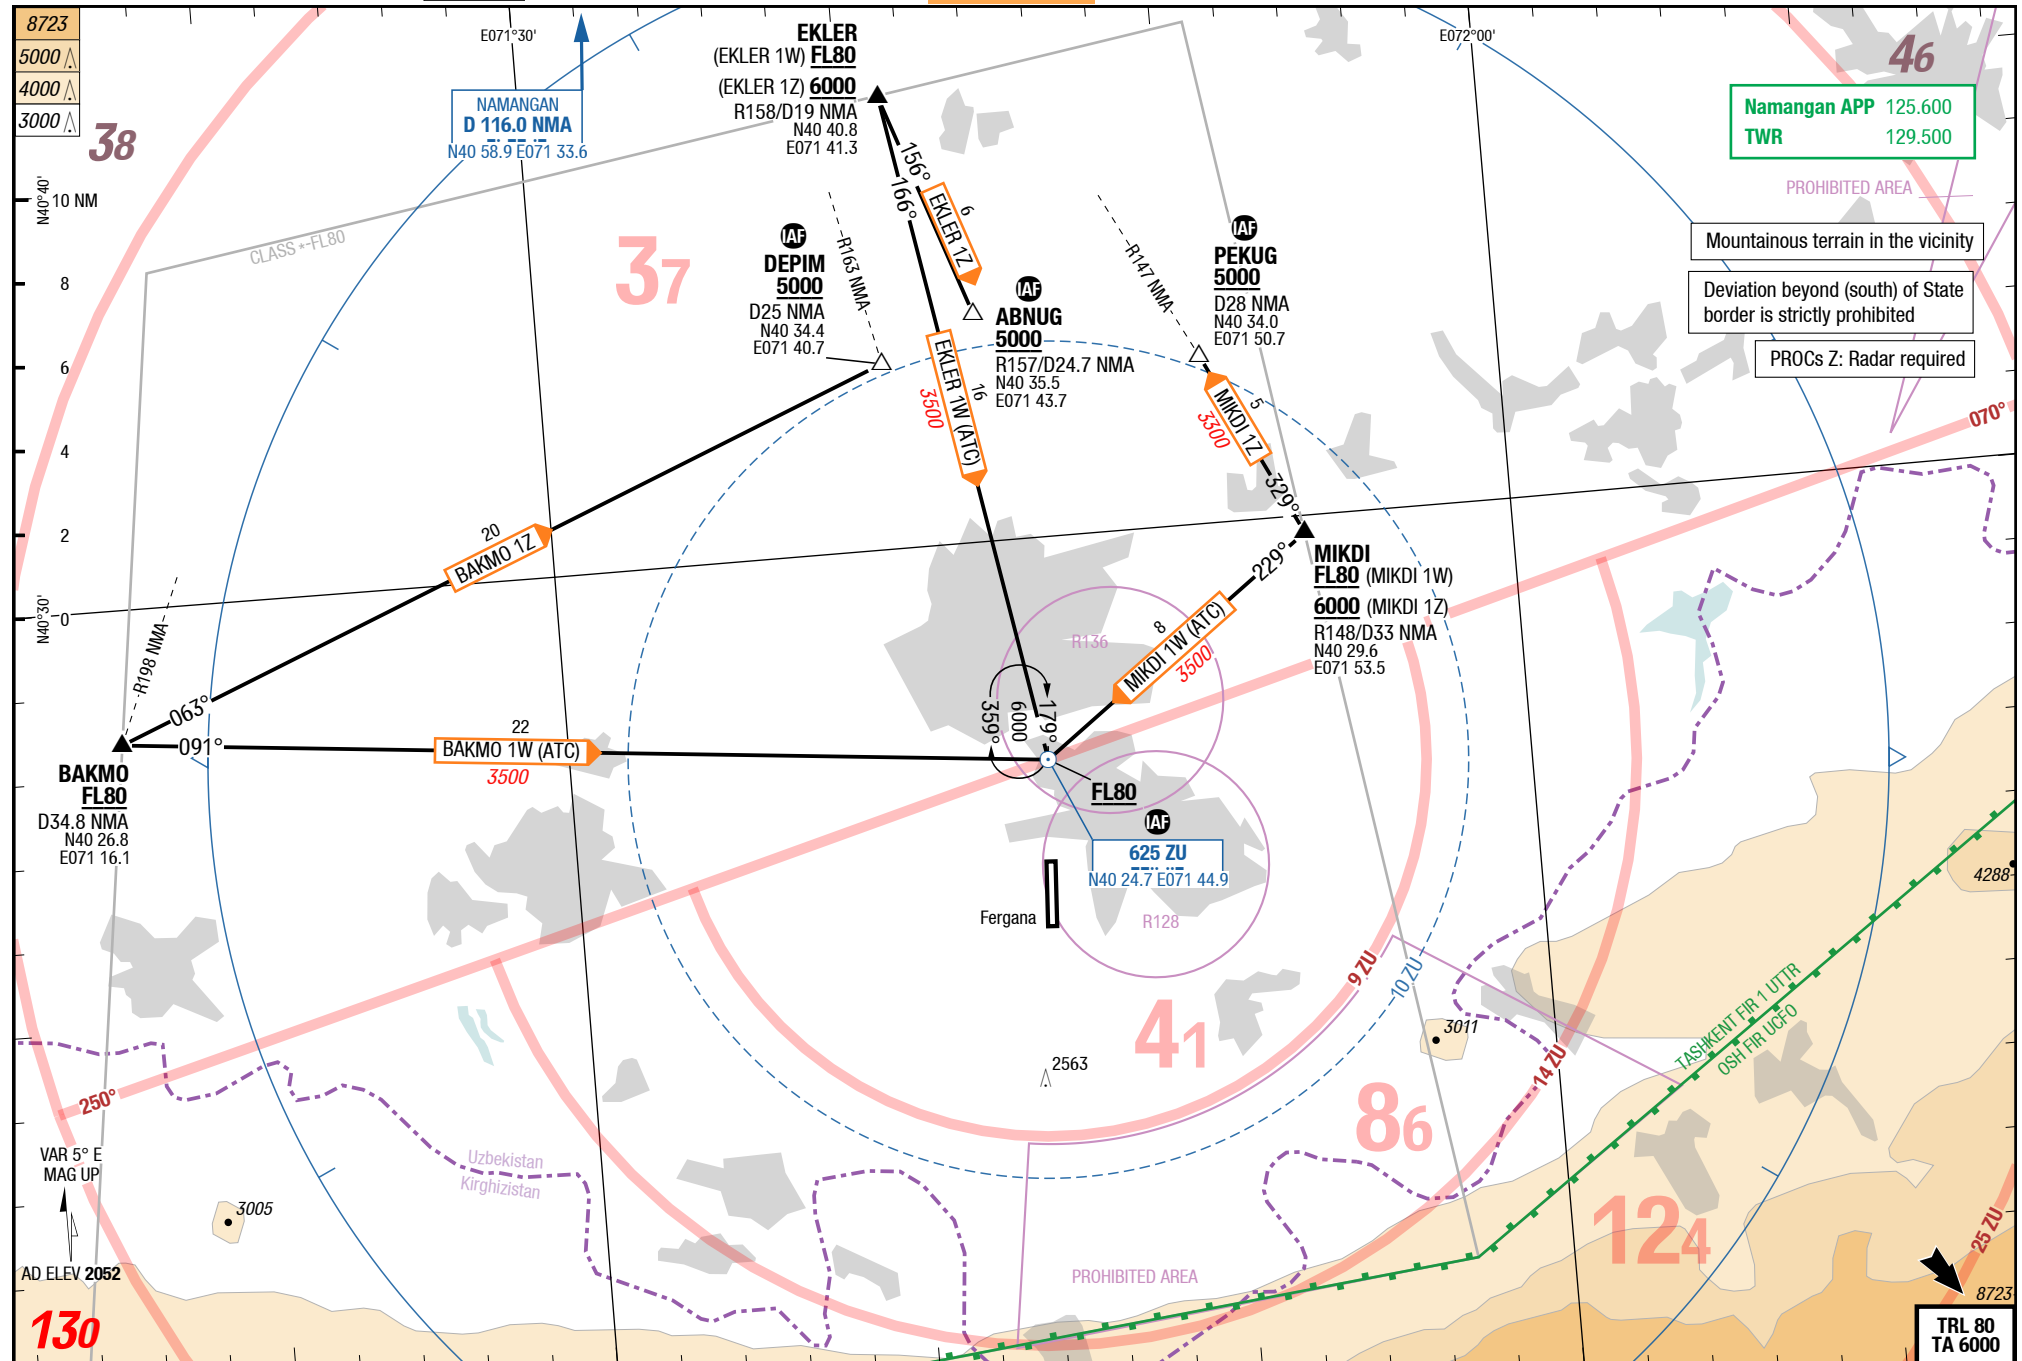 8723
5000
4000
3000
38
E071°30'
NAMANGAN
D 116.0 NMA
N40 58.9 E071 33.6
EKLER
(EKLER 1W) FL80
(EKLER 1Z) 6000
R158/D19 NMA
N40 40.8
E071 41.3
E072°00'
46
Namangan APP 125.600
TWR 129.500
PROHIBITED AREA
Mountainous terrain in the vicinity
Deviation beyond (south) of State
border is strictly prohibited
PROCs Z: Radar required
N40°40'
10 NM
8
6
4
2
0
N40°30'
CLASS *-FL80
37
IAF
DEPIM
5000
D25 NMA
N40 34.4
E071 40.7
R163 NMA
156°
166°
6
EKLER 1Z
IAF
ABNUG
5000
R157/D24.7 NMA
N40 35.5
E071 43.7
EKLER 1W (ATC)
16
3500
R147 NMA
IAF
PEKUG
5000
D28 NMA
N40 34.0
E071 50.7
5
MIKDI 1Z
3300
329°
070°
MIKDI
FL80 (MIKDI 1W)
6000 (MIKDI 1Z)
R148/D33 NMA
N40 29.6
E071 53.5
229°
8
MIKDI 1W (ATC)
3500
20
BAKMO 1Z
R198 NMA
063°
091°
22
BAKMO 1W (ATC)
3500
BAKMO
FL80
D34.8 NMA
N40 26.8
E071 16.1
R136
359°
6000
179°
FL80
IAF
625 ZU
N40 24.7 E071 44.9
Fergana
R128
4288
9 ZU
10 ZU
14 ZU
25 ZU
41
2563
3011
86
TASHKENT FIR 1 UTTR
OSH FIR UCFO
124
250°
VAR 5° E
MAG UP
Uzbekistan
Kirghizistan
3005
AD ELEV 2052
130
PROHIBITED AREA
8723
TRL 80
TA 6000